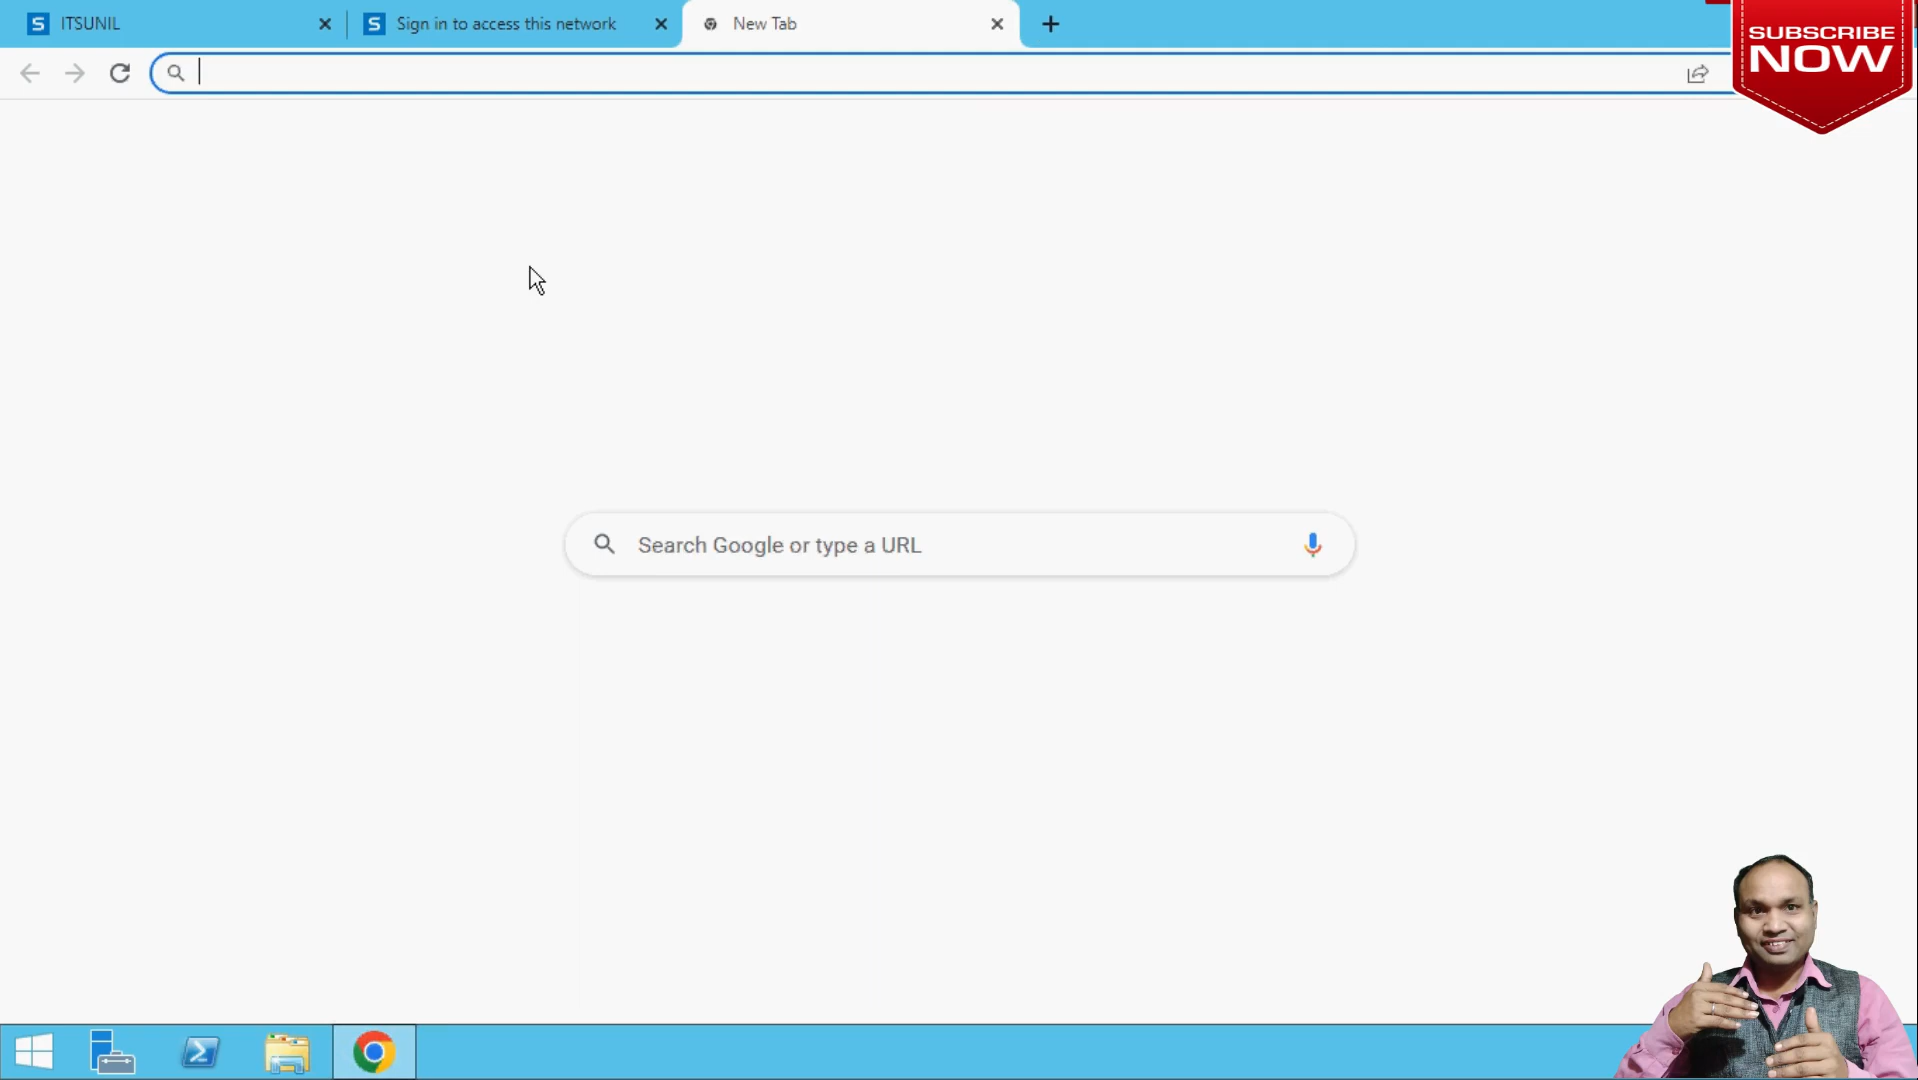 ITSUNIL
Sign in to access this network
New Tab
SUBSCRIBE
NOW
Search Google or type a URL